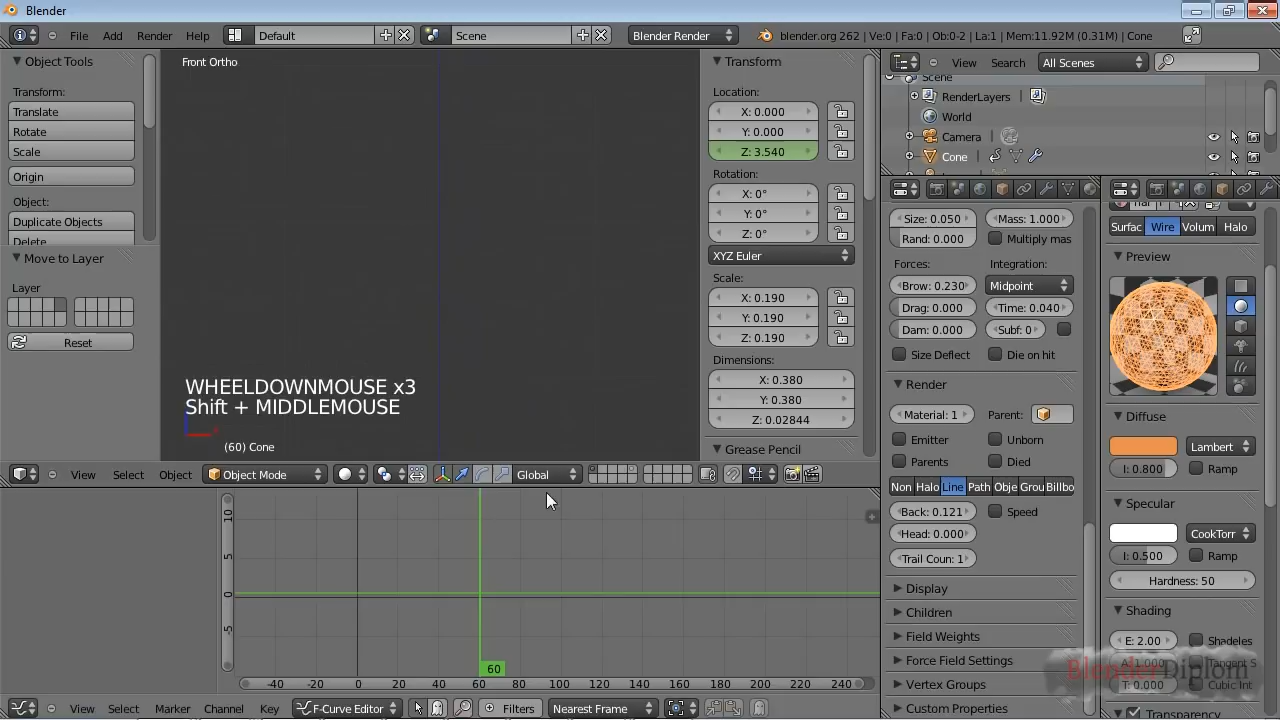 Blender
File Add Render Help Default Scene Blender Render blender.org 262 | Ve:0 | Fa:0 | Ob:0-2 | La:1 | Mem:11.92M (0.31M) | Cone
Object Tools
Transform:
Translate
Rotate
Scale
Origin
Object:
Duplicate Objects
Delete
Move to Layer
Layer
Reset
Front Ortho
WHEELDOWNMOUSE x3
Shift + MIDDLEMOUSE
(60) Cone
Transform
Location:
X: 0.000
Y: 0.000
Z: 3.540
Rotation:
X: 0°
Y: 0°
Z: 0°
XYZ Euler
Scale:
X: 0.190
Y: 0.190
Z: 0.190
Dimensions:
X: 0.380
Y: 0.380
Z: 0.02844
Grease Pencil
View Search All Scenes
Scene
RenderLayers
World
Camera
Cone
Size: 0.050 Mass: 1.000
Rand: 0.000 Multiply mas
Forces: Integration:
Brow: 0.230 Midpoint
Drag: 0.000 Time: 0.040
Dam: 0.000 Subf: 0
Size Deflect Die on hit
Render
Material: 1 Parent:
Emitter Unborn
Parents Died
Non Halo Line Path Obje Grou Billbo
Back: 0.121 Speed
Head: 0.000
Trail Coun: 1
Display
Children
Field Weights
Force Field Settings
Vertex Groups
Custom Properties
Surfac Wire Volum Halo
Preview
Diffuse
Lambert
I: 0.800 Ramp
Specular
CookTorr
I: 0.500 Ramp
Hardness: 50
Shading
E: 2.00 Shadeles
A: 1.000 Tangent S
T: 0.000 Cubic Int
Transparency
BlenderDiplom
View Select Object Object Mode Global
10
5
0
-5
60
-40 -20 0 20 40 60 80 100 120 140 160 180 200 220 240
View Select Marker Channel Key F-Curve Editor Filters Nearest Frame